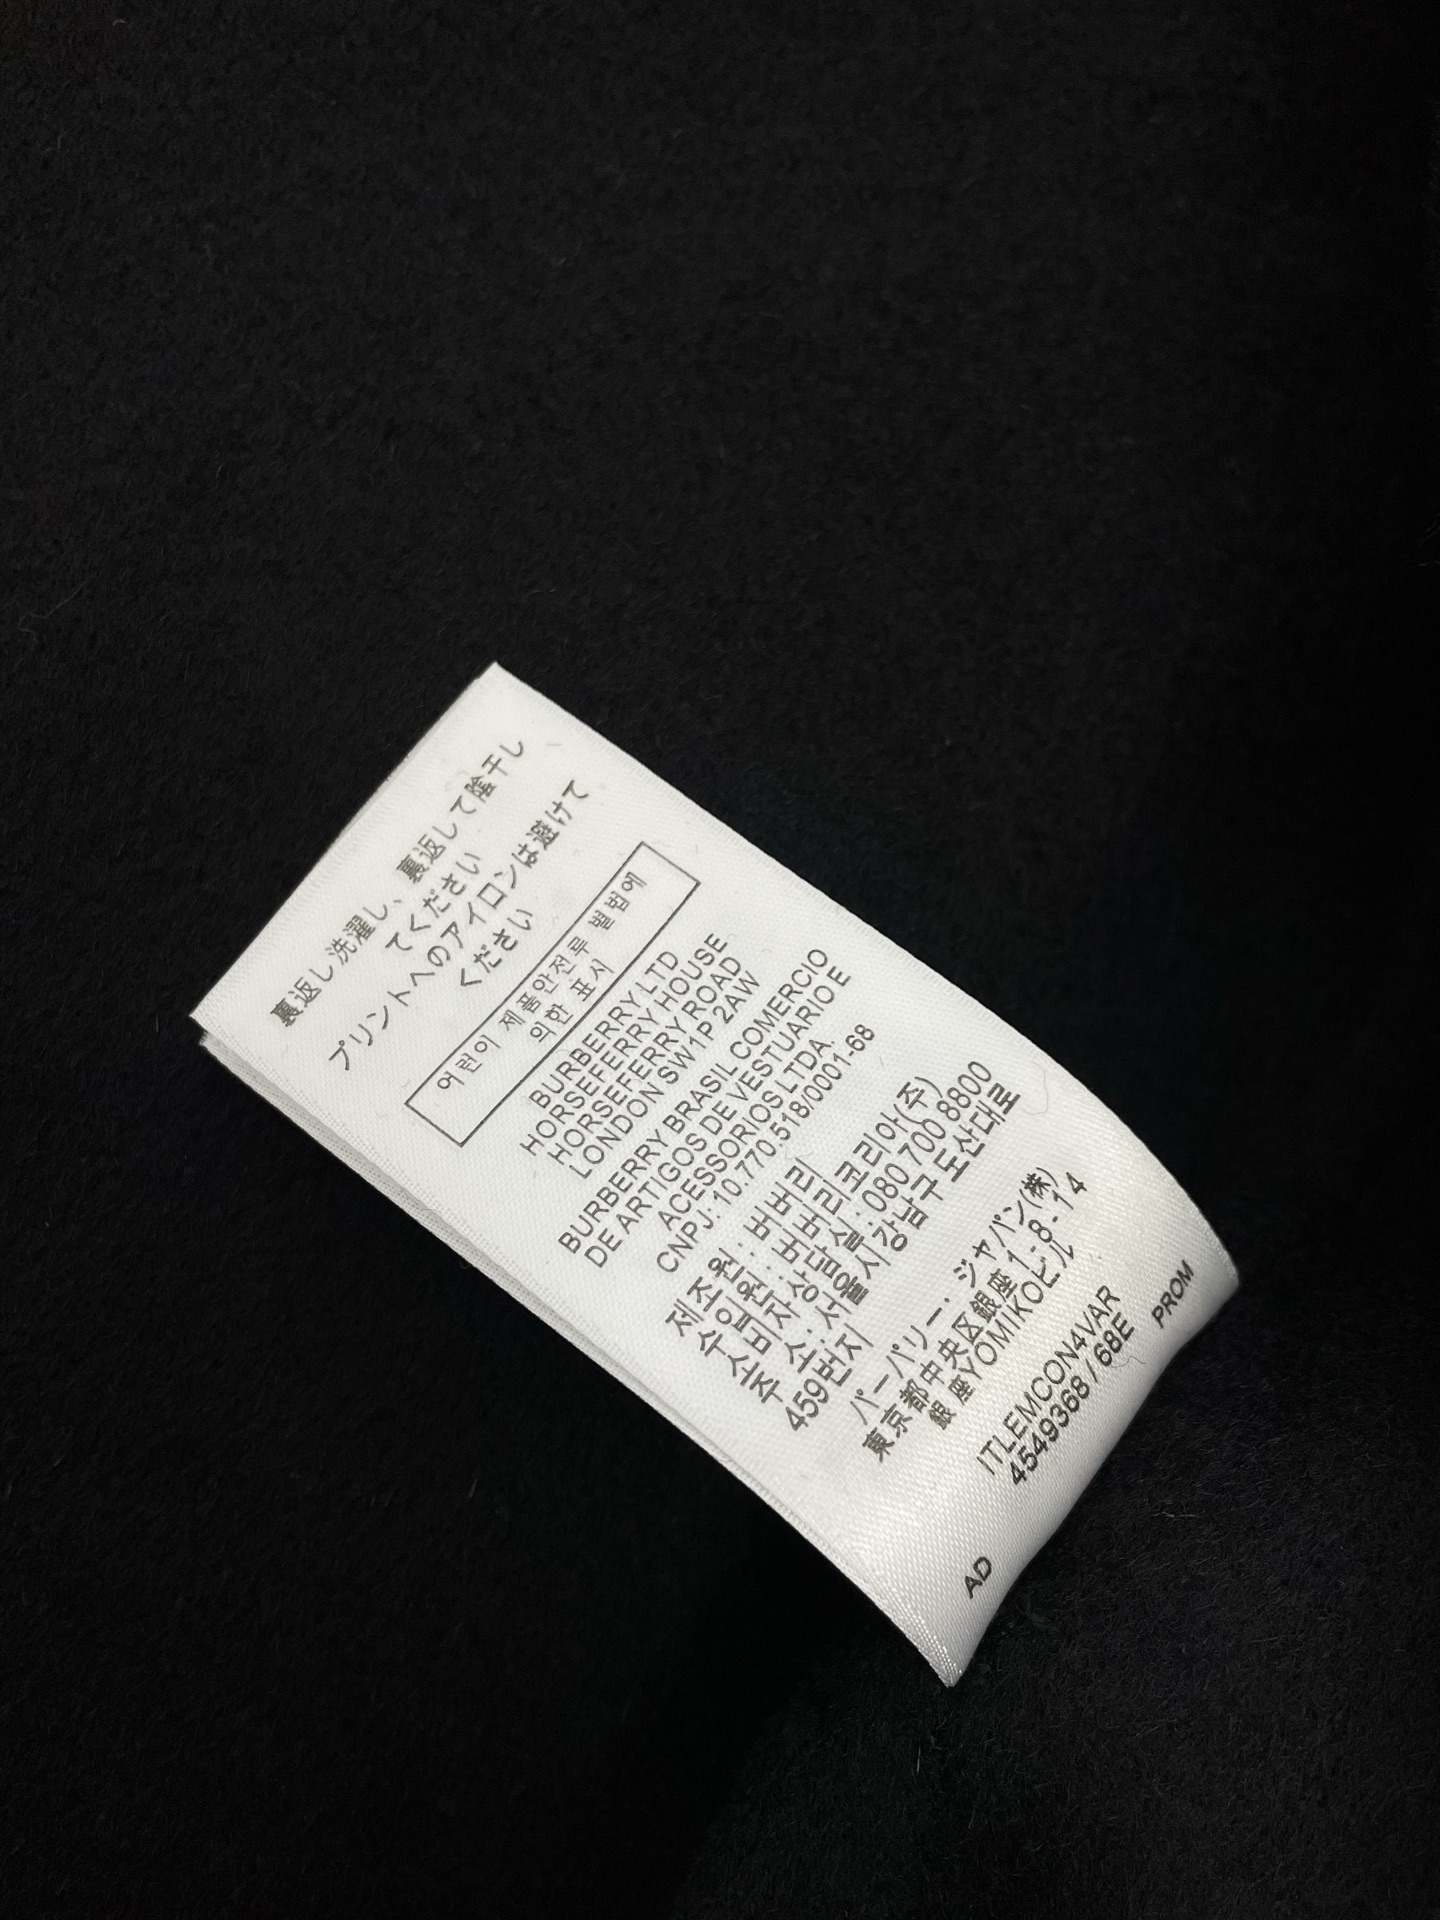 裏返し洗濯し、裏返して陰干し
てください
プリントへのアイロンは避けて
ください
어린이 제품안전류 별법에
의한 표시
BURBERRY LTD
HORSEFERRY HOUSE
HORSEFERRY ROAD
LONDON SW1P 2AW
BURBERRY BRASIL COMERCIO
DE ARTIGOS DE VESTUARIO E
ACESSORIOS LTDA.
CNPJ: 10.770.518/0001-68
제조원 : 버버리
수입원 : 버버리코리아(주)
소비자상담실 : 080 700 8800
주 소 : 서울시 강남구 도산대로
459번지
パーパリー・ジャパン(株)
東京都中央区銀座1-8-14
銀座YOMIKOビル
ITLEMCON4VAR
4549368 / 68E
AD PROM